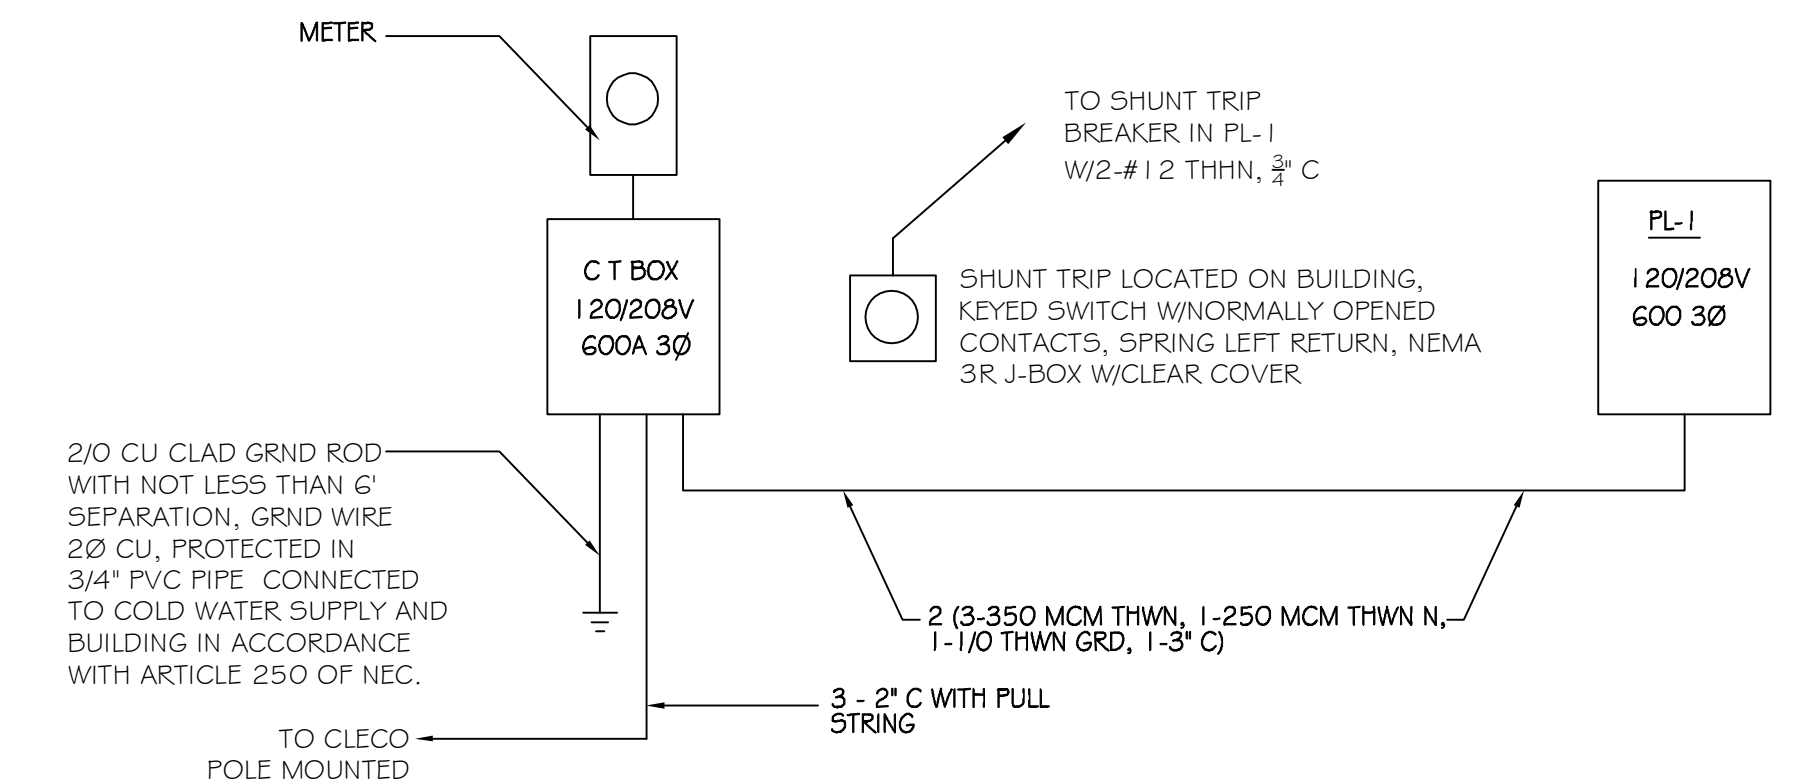 METER
TO SHUNT TRIP
BREAKER IN PL-1
W/2-#12 THHN, 3/4" C
PL-1
120/208V
600 3Ø
C T BOX
120/208V
600A 3Ø
SHUNT TRIP LOCATED ON BUILDING,
KEYED SWITCH W/NORMALLY OPENED
CONTACTS, SPRING LEFT RETURN, NEMA
3R J-BOX W/CLEAR COVER
2/0 CU CLAD GRND ROD
WITH NOT LESS THAN 6'
SEPARATION, GRND WIRE
2Ø CU, PROTECTED IN
3/4" PVC PIPE CONNECTED
TO COLD WATER SUPPLY AND
BUILDING IN ACCORDANCE
WITH ARTICLE 250 OF NEC.
2 (3-350 MCM THWN, 1-250 MCM THWN N,
1-1/0 THWN GRD, 1-3" C)
3 - 2" C WITH PULL
STRING
TO CLECO
POLE MOUNTED